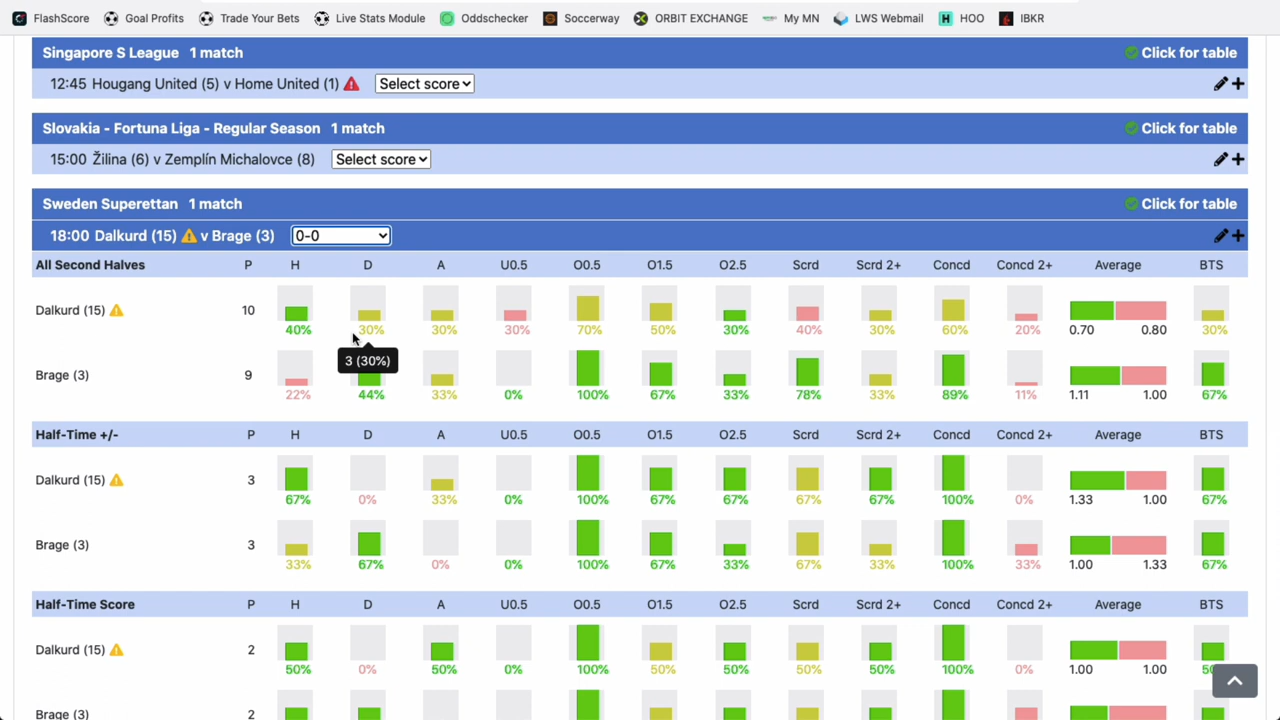 FlashScore Goal Profits Trade Your Bets Live Stats Module Oddschecker Soccerway ORBIT EXCHANGE My MN LWS Webmail HOO IBKR
Singapore S League 1 match Click for table
12:45 Hougang United (5) v Home United (1) Select score
Slovakia - Fortuna Liga - Regular Season 1 match Click for table
15:00 Žilina (6) v Zemplín Michalovce (8) Select score
Sweden Superettan 1 match Click for table
18:00 Dalkurd (15) v Brage (3) 0-0
All Second Halves P H D A U0.5 O0.5 O1.5 O2.5 Scrd Scrd 2+ Concd Concd 2+ Average BTS
Dalkurd (15) 10
40% 30% 30% 30% 70% 50% 30% 40% 30% 60% 20% 0.70 0.80 30%
3 (30%)
Brage (3) 9
22% 44% 33% 0% 100% 67% 33% 78% 33% 89% 11% 1.11 1.00 67%
Half-Time +/- P H D A U0.5 O0.5 O1.5 O2.5 Scrd Scrd 2+ Concd Concd 2+ Average BTS
Dalkurd (15) 3
67% 0% 33% 0% 100% 67% 67% 67% 67% 100% 0% 1.33 1.00 67%
Brage (3) 3
33% 67% 0% 0% 100% 67% 33% 67% 33% 100% 33% 1.00 1.33 67%
Half-Time Score P H D A U0.5 O0.5 O1.5 O2.5 Scrd Scrd 2+ Concd Concd 2+ Average BTS
Dalkurd (15) 2
50% 0% 50% 0% 100% 50% 50% 50% 50% 100% 0% 1.00 1.00
Brage (3) 2